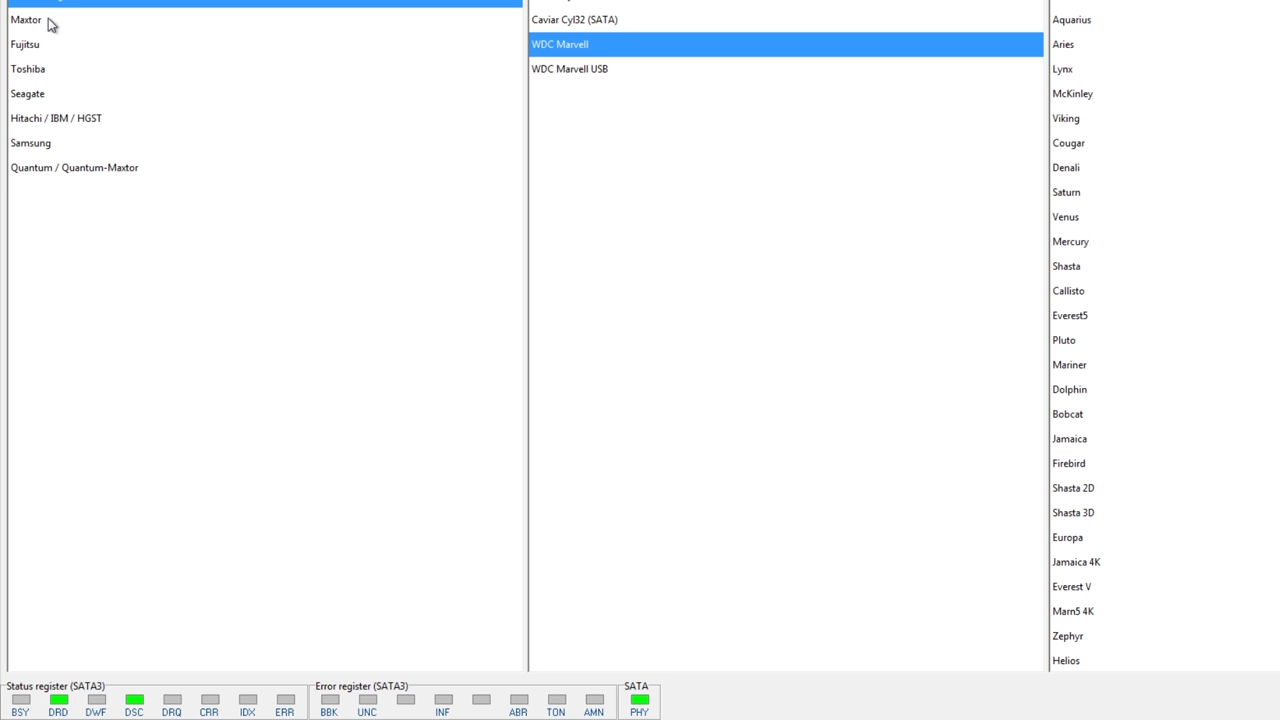 Maxtor
Fujitsu
Toshiba
Seagate
Hitachi / IBM / HGST
Samsung
Quantum / Quantum-Maxtor
Caviar Cyl32 (SATA)
WDC Marvell
WDC Marvell USB
Aquarius
Aries
Lynx
McKinley
Viking
Cougar
Denali
Saturn
Venus
Mercury
Shasta
Callisto
Everest5
Pluto
Mariner
Dolphin
Bobcat
Jamaica
Firebird
Shasta 2D
Shasta 3D
Europa
Jamaica 4K
Everest V
Marn5 4K
Zephyr
Helios
Status register (SATA3)
BSY DRD DWF DSC DRQ CRR IDX ERR
Error register (SATA3)
BBK UNC INF ABR TON AMN
SATA
PHY